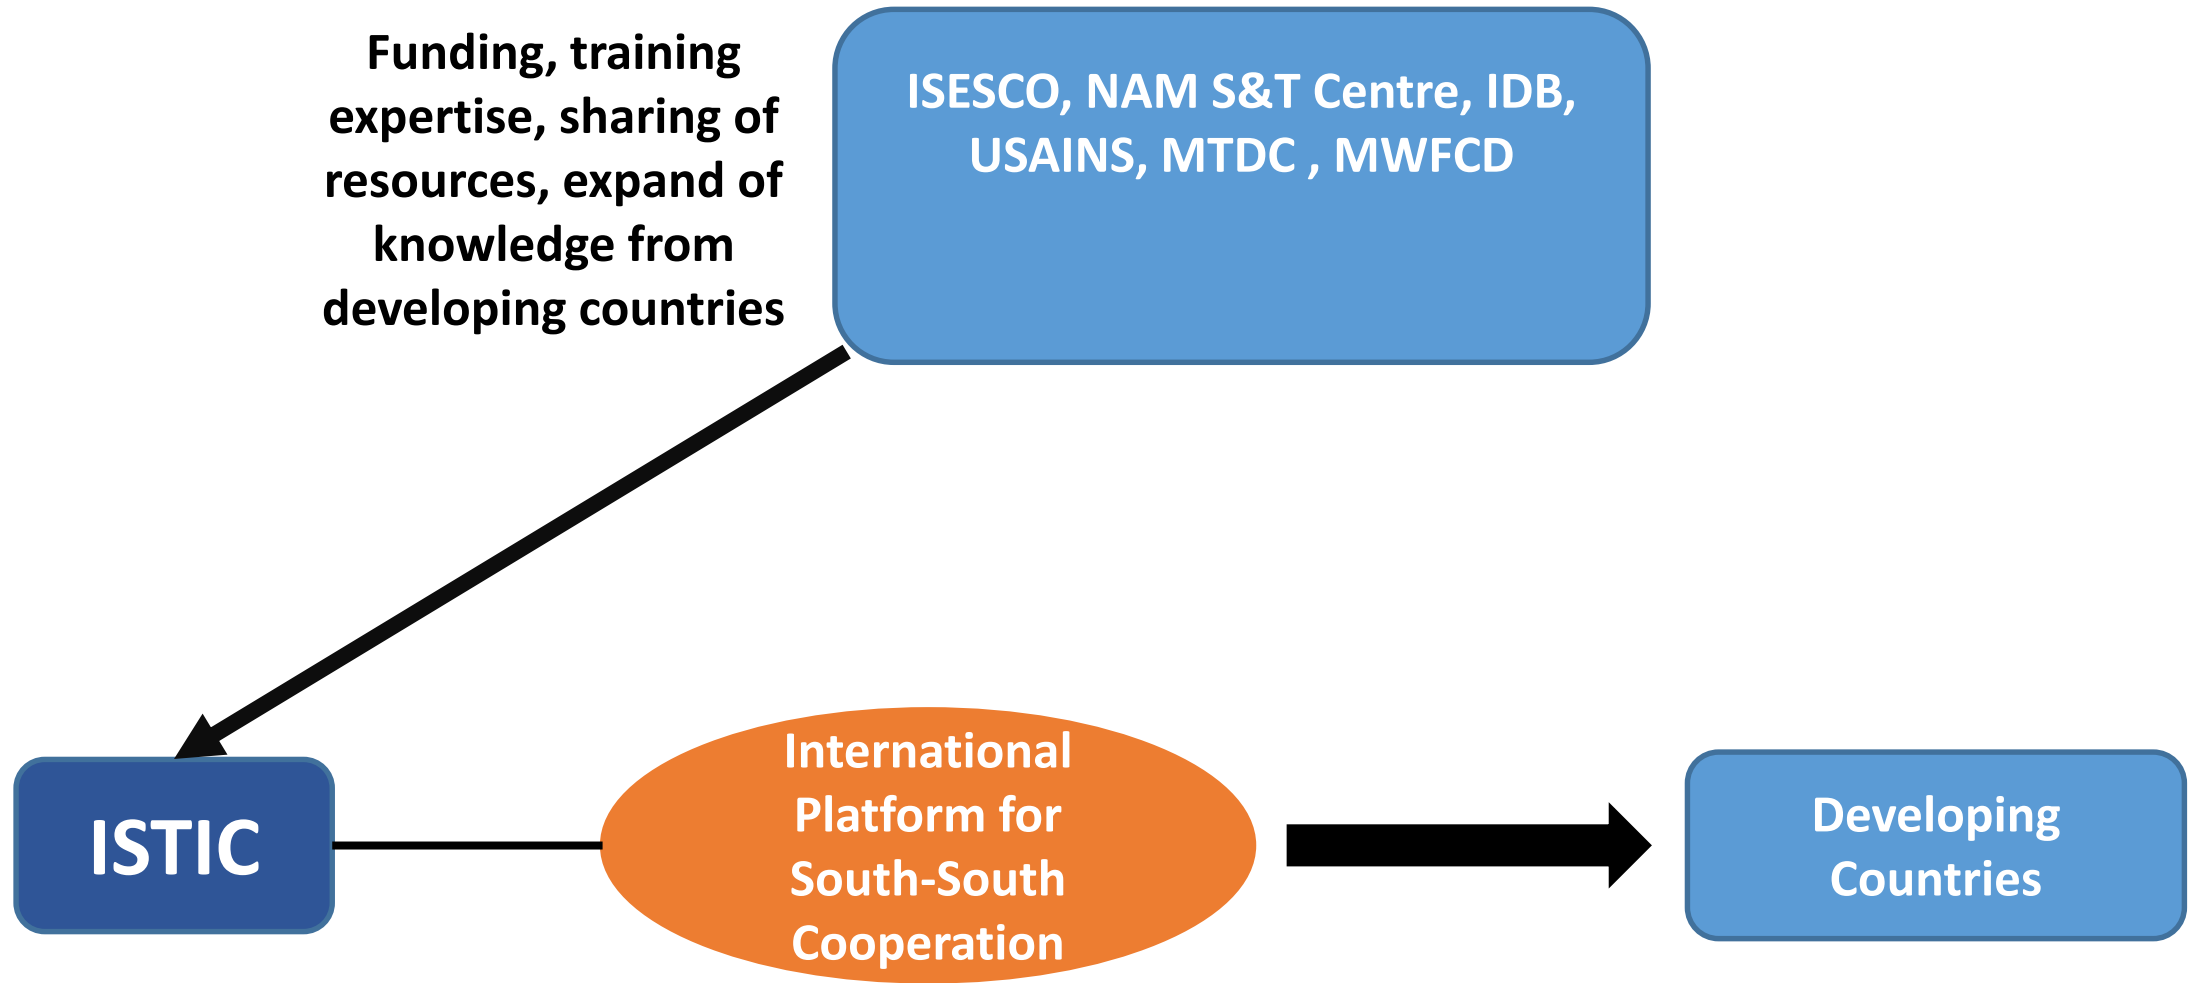 Funding, training
expertise, sharing of
resources, expand of
knowledge from
developing countries
ISESCO, NAM S&T Centre, IDB,
USAINS, MTDC , MWFCD
ISTIC
International
Platform for
South-South
Cooperation
Developing
Countries